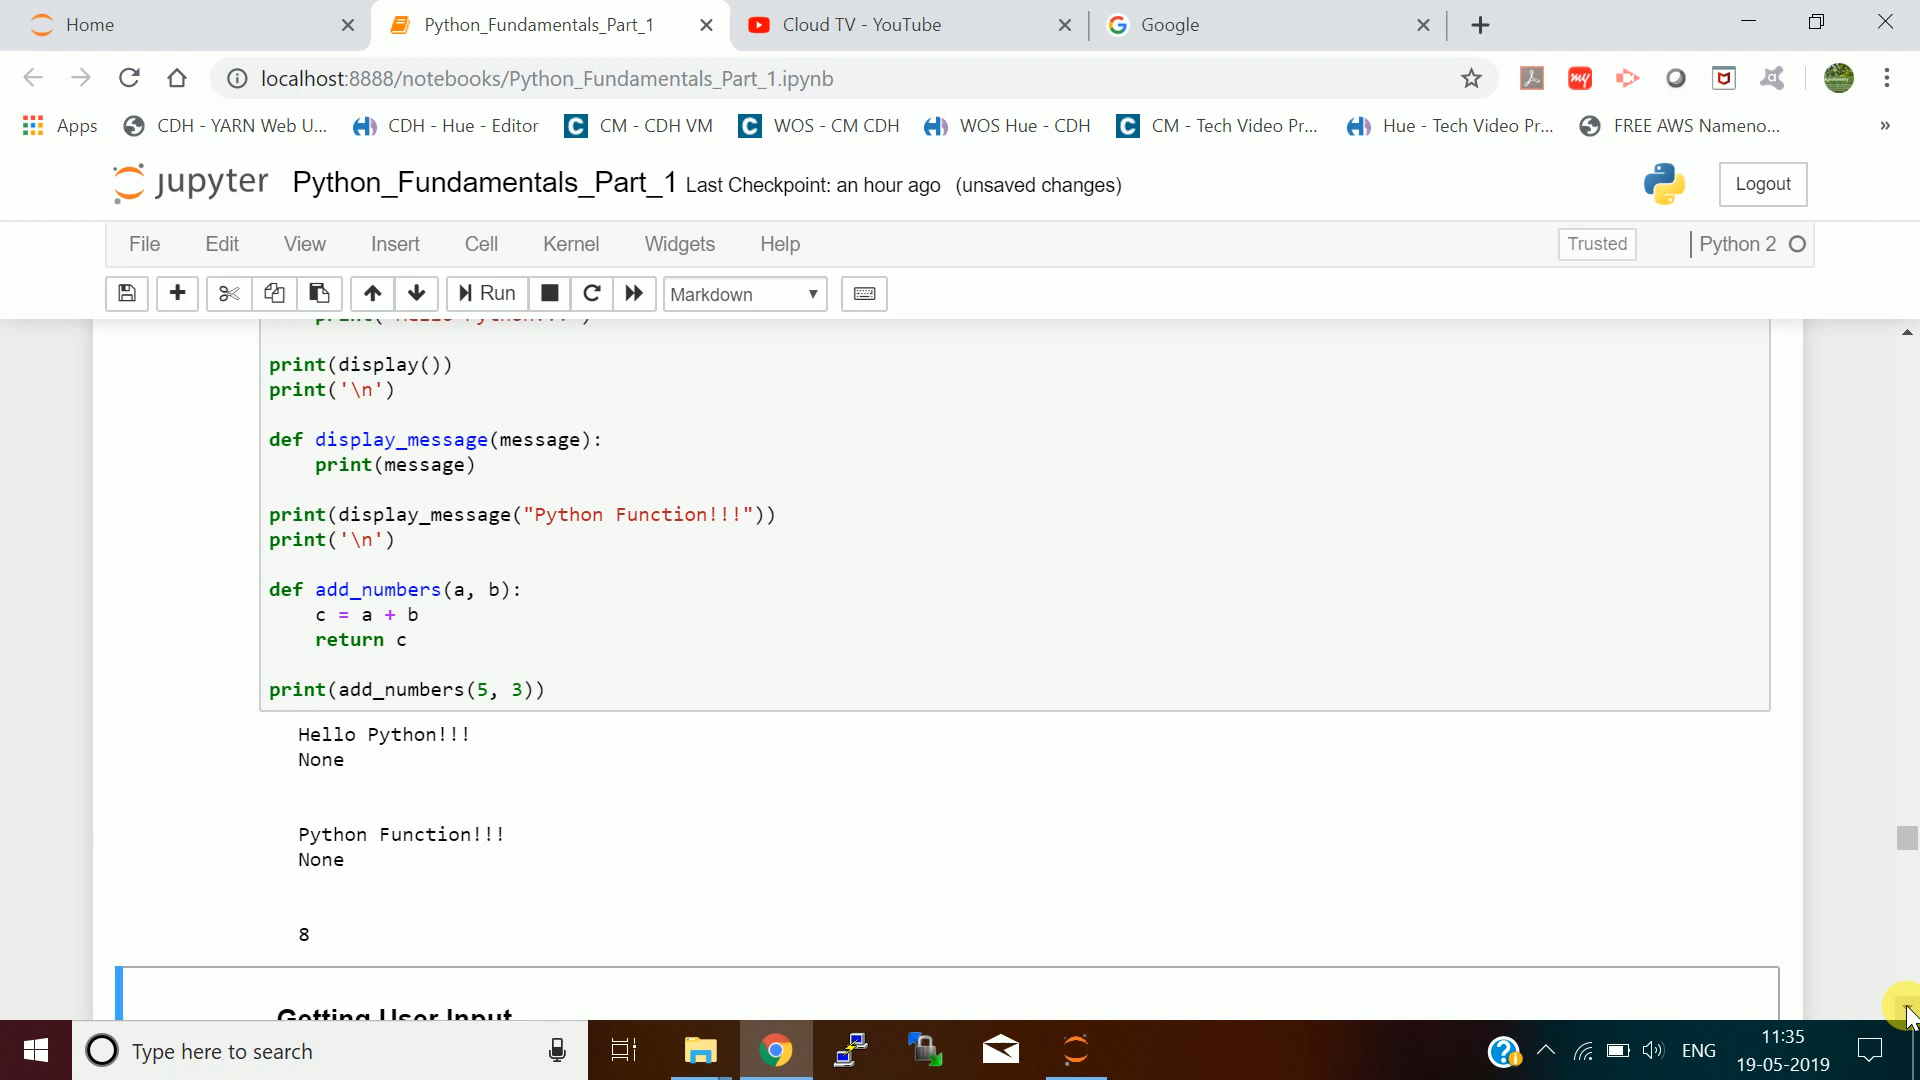 Home
Python_Fundamentals_Part_1
Cloud TV - YouTube
Google
localhost:8888/notebooks/Python_Fundamentals_Part_1.ipynb
Apps
CDH - YARN Web U...
CDH - Hue - Editor
CM - CDH VM
WOS - CM CDH
WOS Hue - CDH
CM - Tech Video Pr...
Hue - Tech Video Pr...
FREE AWS Nameno...
jupyter Python_Fundamentals_Part_1 Last Checkpoint: an hour ago (unsaved changes)
Logout
File Edit View Insert Cell Kernel Widgets Help
Trusted
Python 2
Run
Markdown
print(display())
print('\n')
def display_message(message):
    print(message)
print(display_message("Python Function!!!"))
print('\n')
def add_numbers(a, b):
    c = a + b
    return c
print(add_numbers(5, 3))
Hello Python!!!
None
Python Function!!!
None
8
Getting User Input
Type here to search
ENG
11:35
19-05-2019